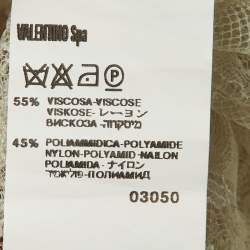 VALENTINO Spa
P
55% VISCOSA-VISCOSE
VISKOSE-レーヨン
ВИСКОЗА-ויסקוזה
45% POLIAMMIDICA-POLYAMIDE
NYLON-POLYAMID-NAILON
POLIAMIDA-ナイロン
ПОЛИАМИД
03050